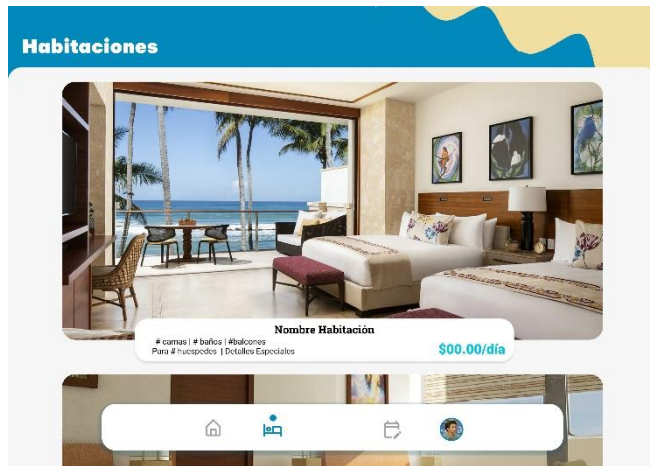 Habitaciones
Nombre Habitación
# camas | # baños | #balcones
Para # huespedes | Detalles Especiales
$00.00/día